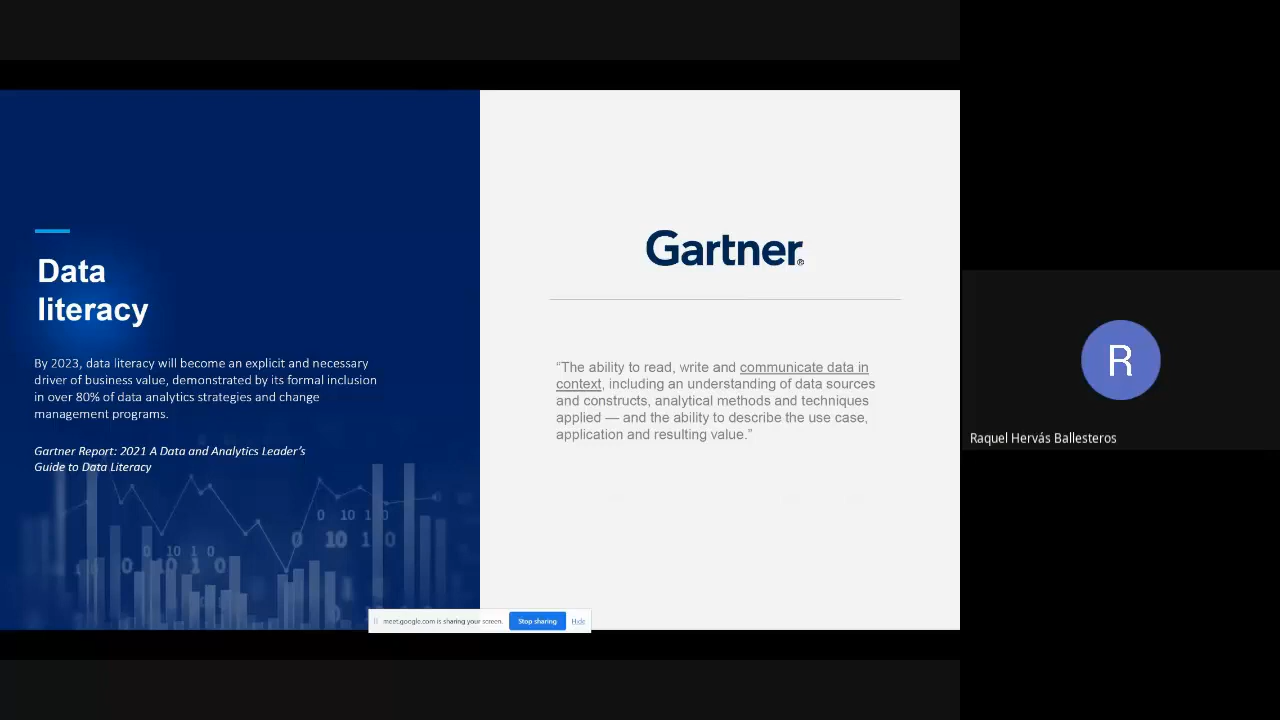 Data
literacy
By 2023, data literacy will become an explicit and necessary
driver of business value, demonstrated by its formal inclusion
in over 80% of data analytics strategies and change
management programs.
Gartner Report: 2021 A Data and Analytics Leader's
Guide to Data Literacy
0 10 1 0
0 10 1 0
0 10 1 0
1 0 10 1 0
Gartner®
“The ability to read, write and communicate data in
context, including an understanding of data sources
and constructs, analytical methods and techniques
applied — and the ability to describe the use case,
application and resulting value.”
meet.google.com is sharing your screen. Stop sharing Hide
R
Raquel Hervás Ballesteros